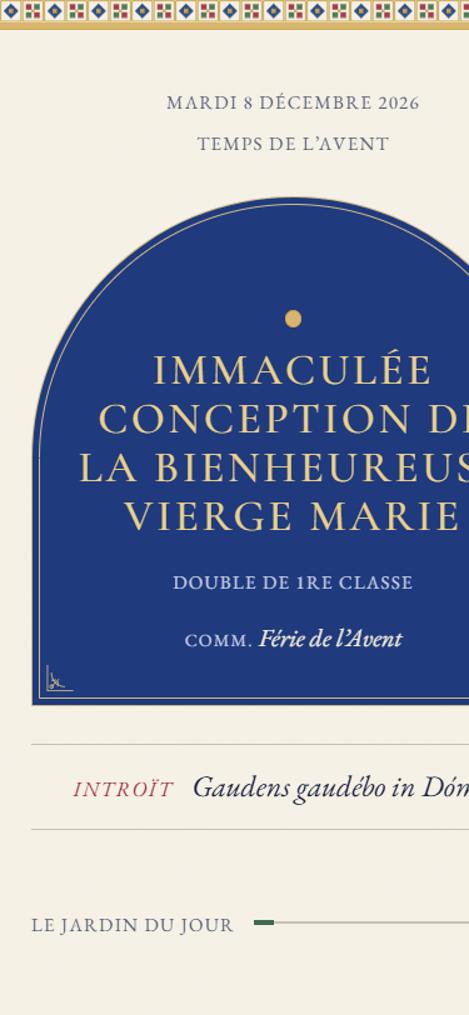 MARDI 8 DÉCEMBRE 2026
TEMPS DE L’AVENT
IMMACULÉE
CONCEPTION DE
LA BIENHEUREUS
VIERGE MARIE
DOUBLE DE 1RE CLASSE
COMM. Férie de l’Avent
INTROÏT Gaudens gaudébo in Dóm
LE JARDIN DU JOUR